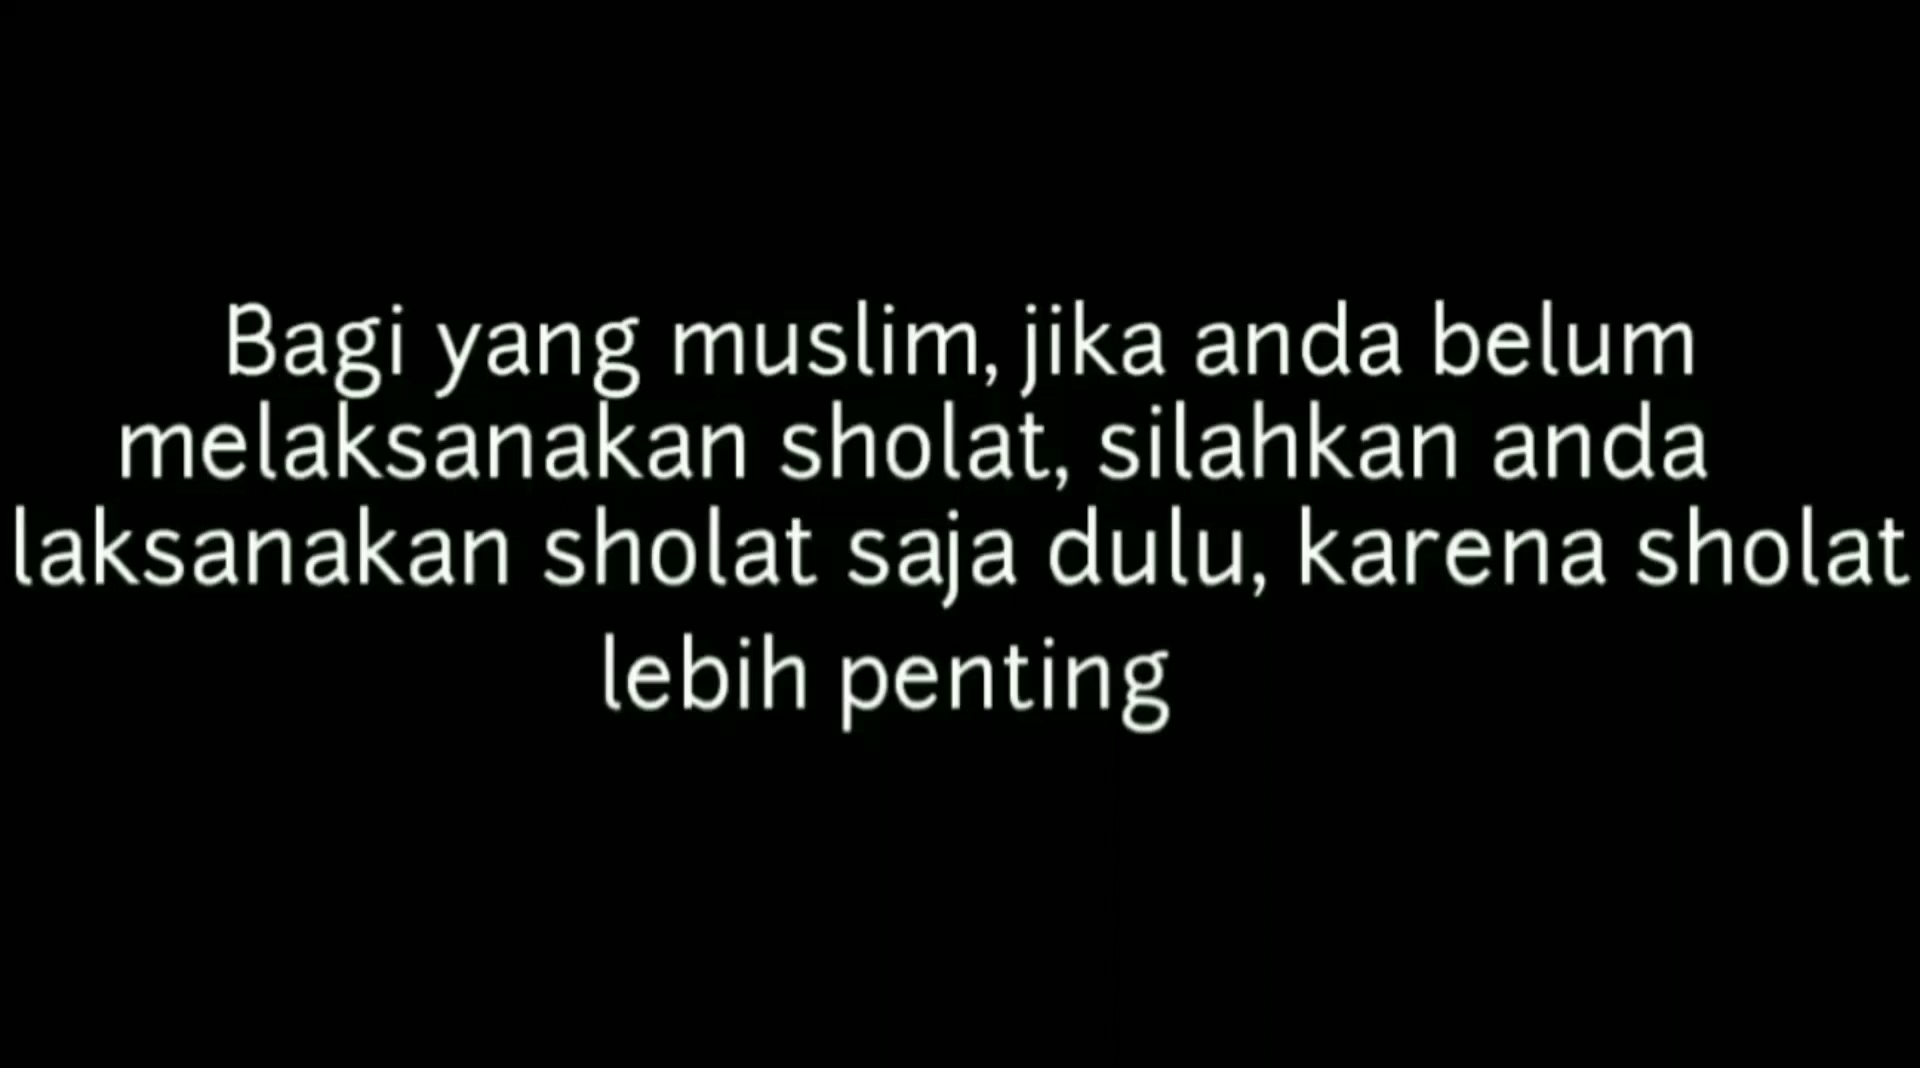 Bagi yang muslim, jika anda belum
melaksanakan sholat, silahkan anda
laksanakan sholat saja dulu, karena sholat
lebih penting